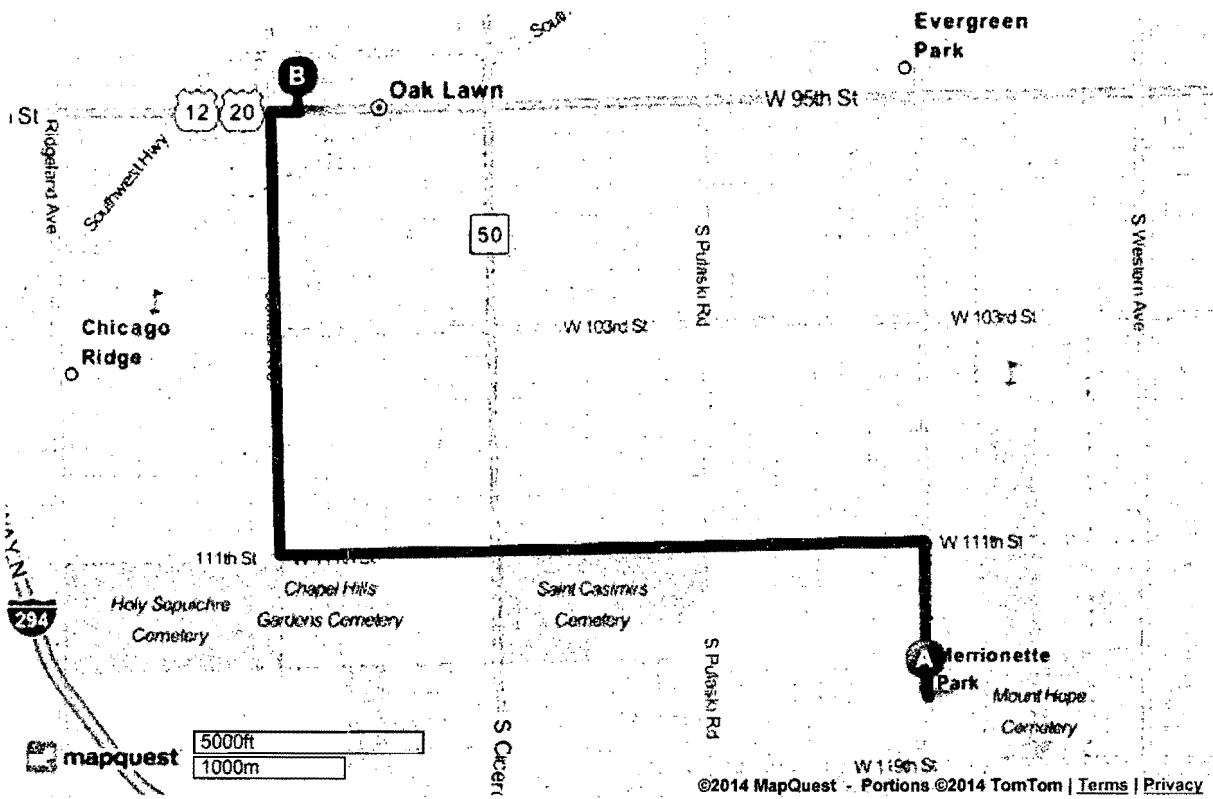 Evergreen
Park
B
Oak Lawn
W 95th St
St
12
20
Ridgeland Ave
Southwest Hwy
50
S Pulaski Rd
S Western Ave
W 103rd St
W 103rd St
Chicago
Ridge
111th St
W 111th St
Chapel Hills
Gardens Cemetery
Saint Casimirs
Cemetery
Holy Sepulchre
Cemetery
294
A
Merrionette
Park
Mount Hope
Cemetery
S Pulaski Rd
S Cicero
mapquest
5000ft
1000m
W 119th St
©2014 MapQuest - Portions ©2014 TomTom | Terms | Privacy